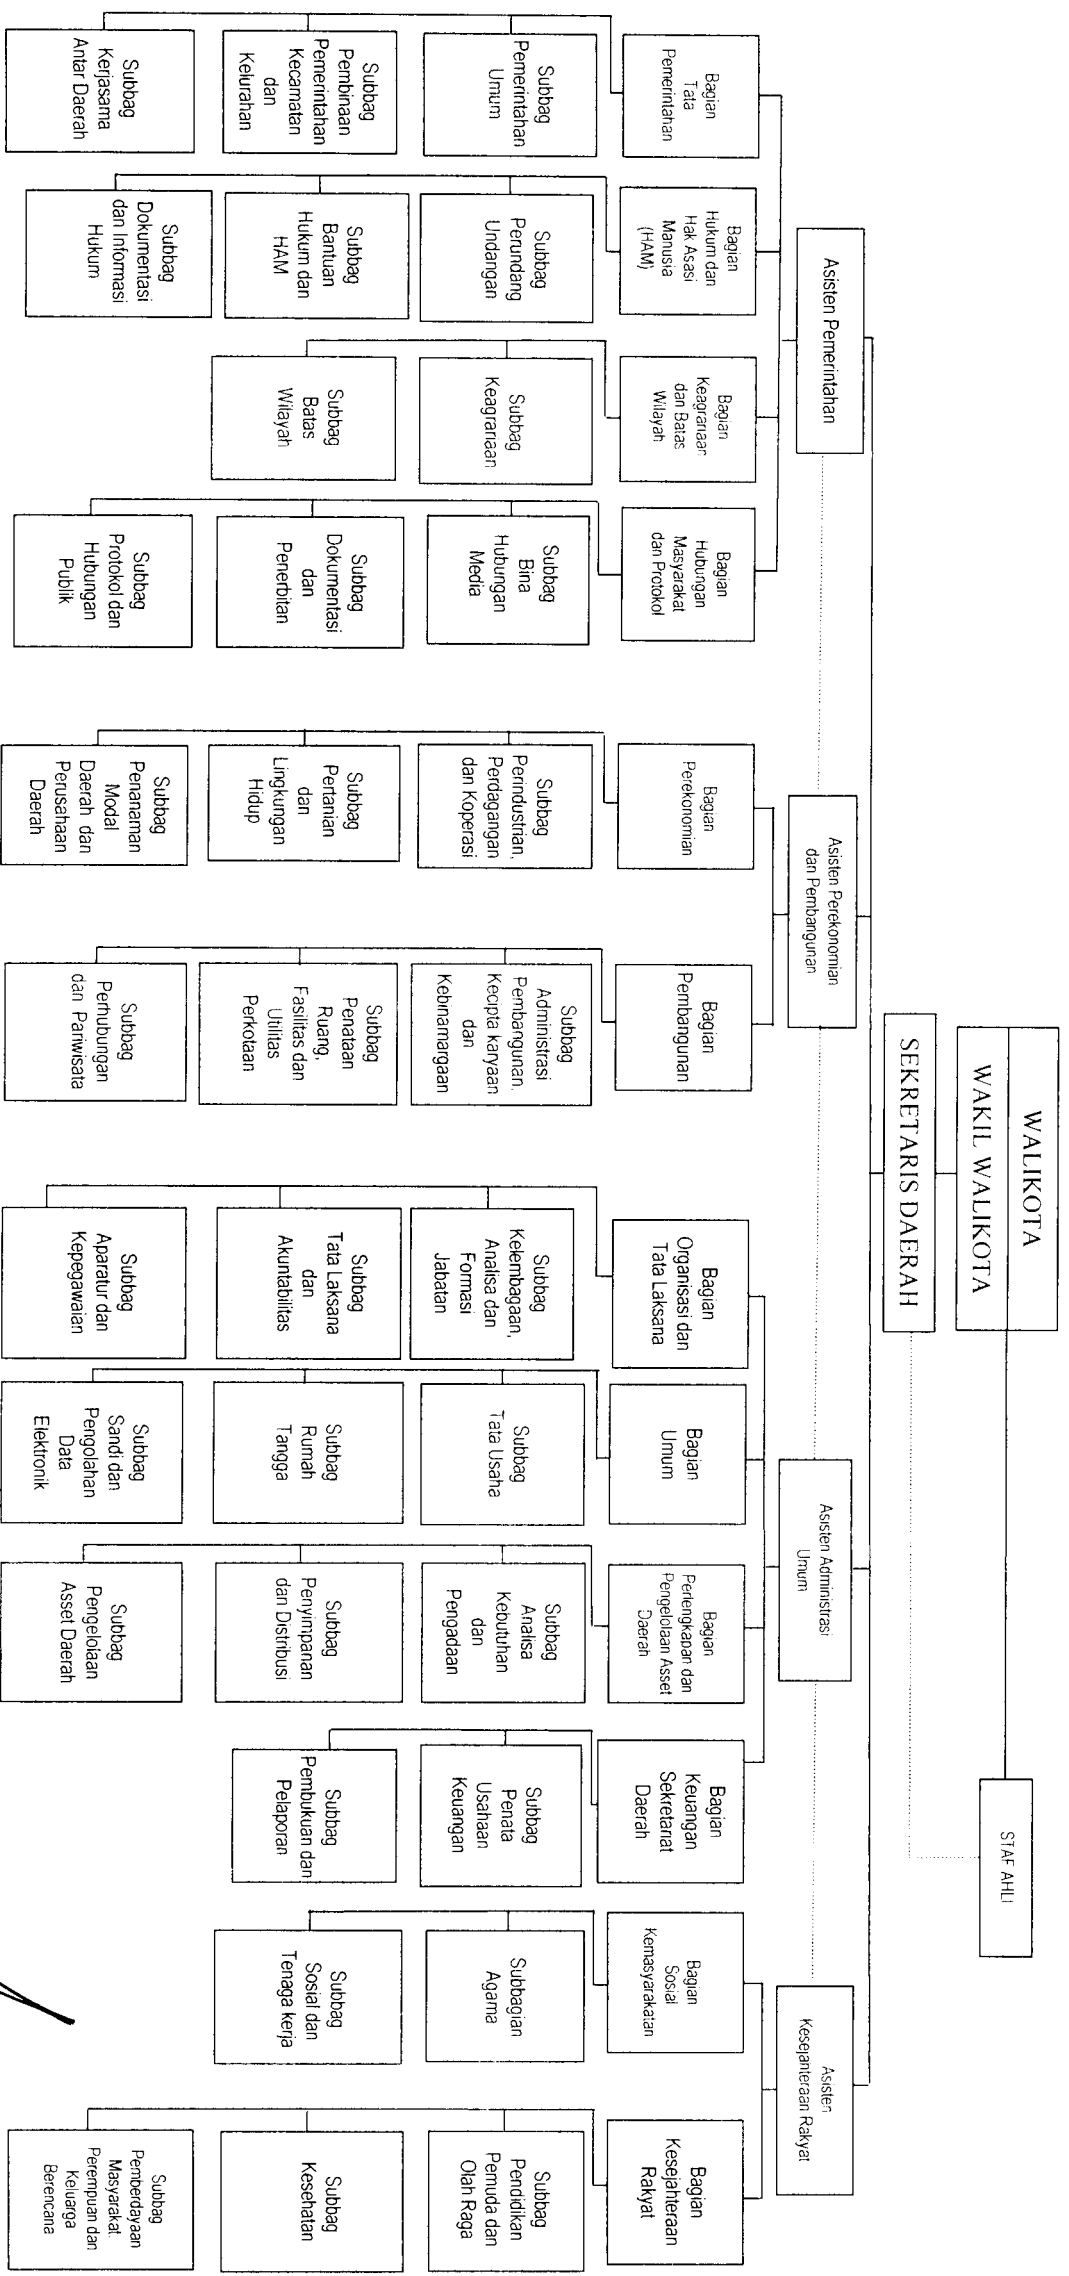 WALIKOTA
WAKIL WALIKOTA
STAF AHLI
SEKRETARIS DAERAH
Asisten Pemerintahan
Asisten Perekonomian
dan Pembangunan
Asisten Administrasi
Umum
Asisten
Kesejahteraan Rakyat
Bagian
Tata
Pemerintahan
Bagian
Hukum dan
Hak Asasi
Manusia
(HAM)
Bagian
Keagrariaan
dan Batas
Wilayah
Bagian
Hubungan
Masyarakat
dan Protokol
Bagian
Perekonomian
Bagian
Pembangunan
Bagian
Organisasi dan
Tata Laksana
Bagian
Umum
Bagian
Perlengkapan dan
Pengelolaan Asset
Daerah
Bagian
Keuangan
Sekretariat
Daerah
Bagian
Sosial
Kemasyarakatan
Bagian
Kesejahteraan
Rakyat
Subbag
Pemerintahan
Umum
Subbag
Perundang
Undangan
Subbag
Keagrariaan
Subbag
Bina
Hubungan
Media
Subbag
Perindustrian,
Perdagangan
dan Koperasi
Subbag
Administrasi
Pembangunan,
Kecipta karyaan
dan
Kebinamargaan
Subbag
Kelembagaan,
Analisa dan
Formasi
Jabatan
Subbag
Tata Usaha
Subbag
Analisa
Kebutuhan
dan
Pengadaan
Subbag
Penata
Usahaan
Keuangan
Subbagian
Agama
Subbag
Pendidikan
Pemuda dan
Olah Raga
Subbag
Pembinaan
Pemerintahan
Kecamatan
dan
Kelurahan
Subbag
Bantuan
Hukum dan
HAM
Subbag
Batas
Wilayah
Subbag
Dokumentasi
dan
Penerbitan
Subbag
Pertanian
dan
Lingkungan
Hidup
Subbag
Penataan
Ruang,
Fasilitas dan
Utilitas
Perkotaan
Subbag
Tata Laksana
dan
Akuntabilitas
Subbag
Rumah
Tangga
Subbag
Penyimpanan
dan Distribusi
Subbag
Pembukuan dan
Pelaporan
Subbag
Sosial dan
Tenaga kerja
Subbag
Kesehatan
Subbag
Kerjasama
Antar Daerah
Subbag
Dokumentasi
dan Informasi
Hukum
Subbag
Protokol dan
Hubungan
Publik
Subbag
Penanaman
Modal
Daerah dan
Perusahaan
Daerah
Subbag
Perhubungan
dan Pariwisata
Subbag
Aparatur dan
Kepegawaian
Subbag
Sandi dan
Pengolahan
Data
Elektronik
Subbag
Pengelolaan
Asset Daerah
Subbag
Pemberdayaan
Masyarakat,
Perempuan dan
Keluarga
Berencana